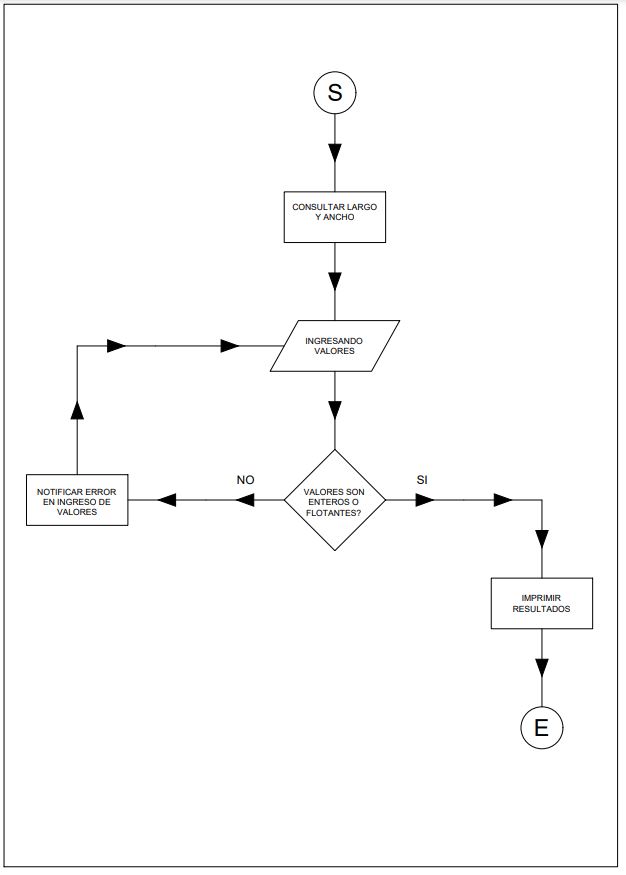 S
CONSULTAR LARGO
Y ANCHO
INGRESANDO
VALORES
NO
SI
NOTIFICAR ERROR
EN INGRESO DE
VALORES
VALORES SON
ENTEROS O
FLOTANTES?
IMPRIMIR
RESULTADOS
E